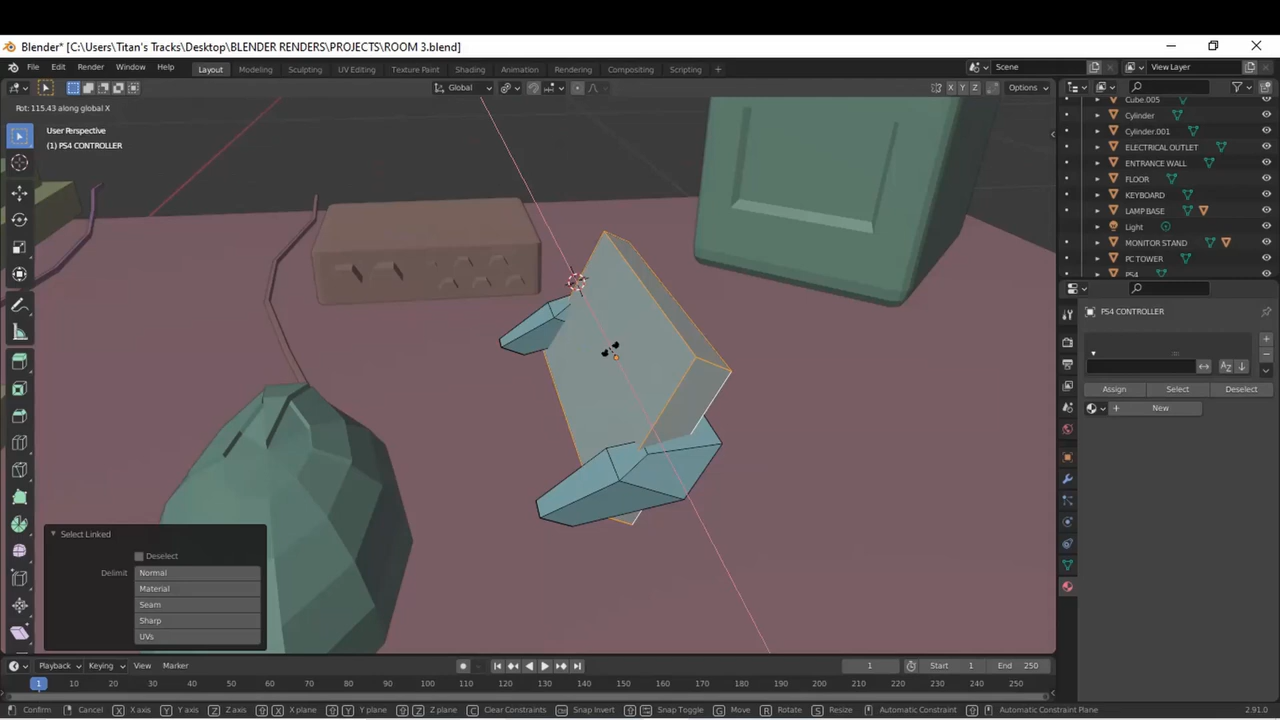 Blender* [C:\Users\Titan's Tracks\Desktop\BLENDER RENDERS\PROJECTS\ROOM 3.blend]
File Edit Render Window Help Layout Modeling Sculpting UV Editing Texture Paint Shading Animation Rendering Compositing Scripting + Scene View Layer
Global X Y Z Options
Rot: 115.43 along global X
User Perspective
(1) PS4 CONTROLLER
Cube.005
Cylinder
Cylinder.001
ELECTRICAL OUTLET
ENTRANCE WALL
FLOOR
KEYBOARD
LAMP BASE
Light
MONITOR STAND
PC TOWER
PS4
PS4 CONTROLLER
Assign Select Deselect
New
Select Linked
Deselect
Delimit Normal
Material
Seam
Sharp
UVs
Playback Keying View Marker 1 Start 1 End 250
1 10 20 30 40 50 60 70 80 90 100 110 120 130 140 150 160 170 180 190 200 210 220 230 240 250
Confirm Cancel X X axis Y Y axis Z Z axis X X plane Y Y plane Z Z plane C Clear Constraints Snap Invert Snap Toggle G Move R Rotate S Resize Automatic Constraint Automatic Constraint Plane 2.91.0